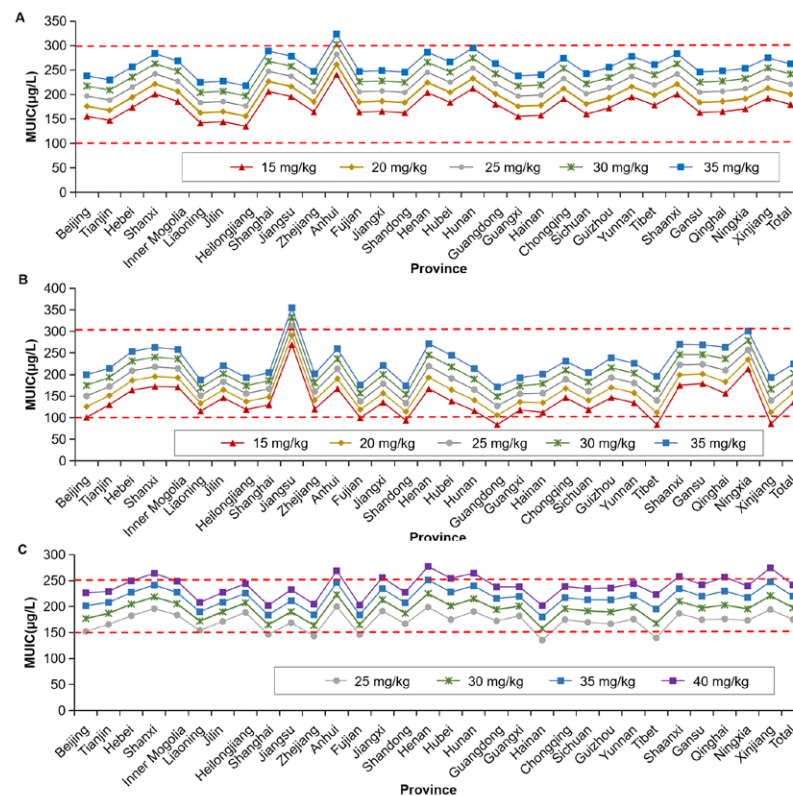 A
MUIC(µg/L)
350
300
250
200
150
100
50
0
15 mg/kg 20 mg/kg 25 mg/kg 30 mg/kg 35 mg/kg
Beijing Tianjin Hebei Shanxi Inner Mogolia Liaoning Jilin Heilongjiang Shanghai Jiangsu Zhejiang Anhui Fujian Jiangxi Shandong Henan Hubei Hunan Guangdong Guangxi Hainan Chongqing Sichuan Guizhou Yunnan Tibet Shaanxi Gansu Qinghai Ningxia Xinjiang Total
Province
B
MUIC(µg/L)
400
350
300
250
200
150
100
50
0
15 mg/kg 20 mg/kg 25 mg/kg 30 mg/kg 35 mg/kg
Beijing Tianjin Hebei Shanxi Inner Mogolia Liaoning Jilin Heilongjiang Shanghai Jiangsu Zhejiang Anhui Fujian Jiangxi Shandong Henan Hubei Hunan Guangdong Guangxi Hainan Chongqing Sichuan Guizhou Yunnan Tibet Shaanxi Gansu Qinghai Ningxia Xinjiang Total
Province
C
MUIC(µg/L)
300
250
200
150
100
50
0
25 mg/kg 30 mg/kg 35 mg/kg 40 mg/kg
Beijing Tianjin Hebei Shanxi Inner Mogolia Liaoning Jilin Heilongjiang Shanghai Jiangsu Zhejiang Anhui Fujian Jiangxi Shandong Henan Hubei Hunan Guangdong Guangxi Hainan Chongqing Sichuan Guizhou Yunnan Tibet Shaanxi Gansu Qinghai Ningxia Xinjiang Total
Province